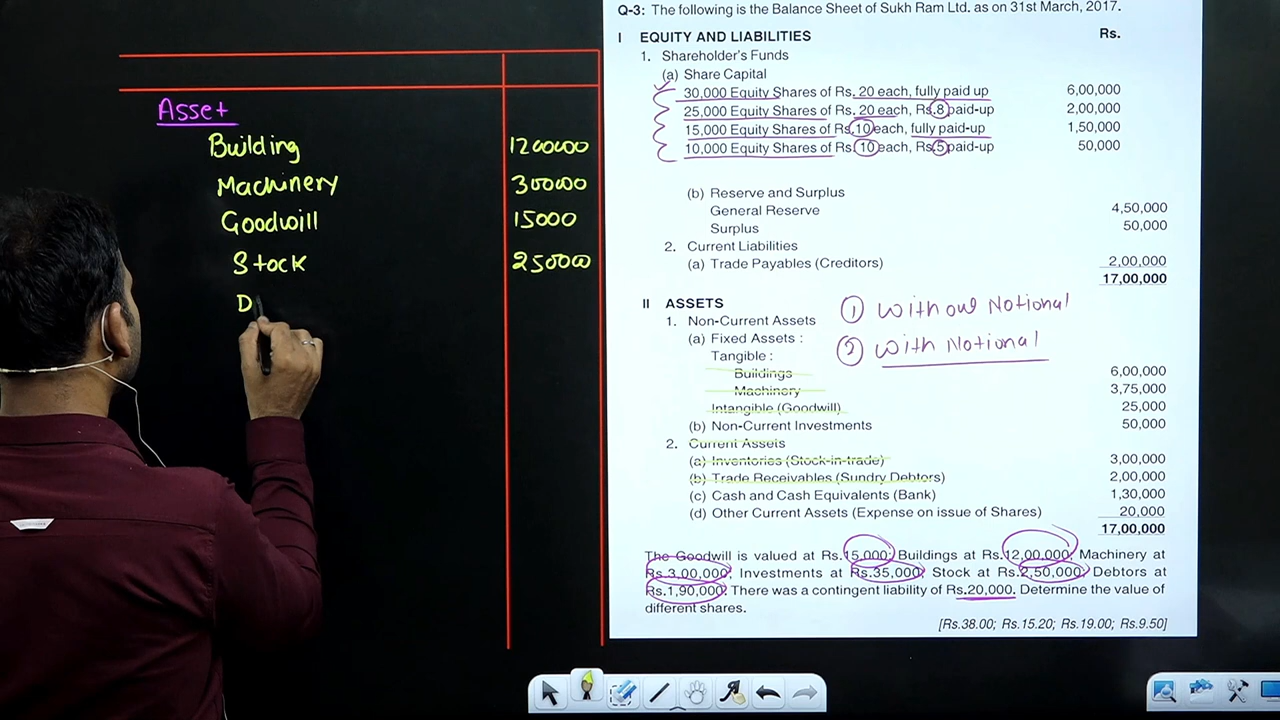 Asset
Building 1200000
Machinery 300000
Goodwill 15000
Stock 250000
D
Q-3: The following is the Balance Sheet of Sukh Ram Ltd. as on 31st March, 2017.
I EQUITY AND LIABILITIES Rs.
1. Shareholder's Funds
(a) Share Capital
30,000 Equity Shares of Rs. 20 each, fully paid up 6,00,000
25,000 Equity Shares of Rs. 20 each, Rs.8 paid-up 2,00,000
15,000 Equity Shares of Rs.10 each, fully paid-up 1,50,000
10,000 Equity Shares of Rs.10 each, Rs.5 paid-up 50,000
(b) Reserve and Surplus
General Reserve 4,50,000
Surplus 50,000
2. Current Liabilities
(a) Trade Payables (Creditors) 2,00,000
17,00,000
II ASSETS
1. Non-Current Assets
(a) Fixed Assets :
Tangible :
Buildings 6,00,000
Machinery 3,75,000
Intangible (Goodwill) 25,000
(b) Non-Current Investments 50,000
2. Current Assets
(a) Inventories (Stock-in-trade) 3,00,000
(b) Trade Receivables (Sundry Debtors) 2,00,000
(c) Cash and Cash Equivalents (Bank) 1,30,000
(d) Other Current Assets (Expense on issue of Shares) 20,000
17,00,000
1 without Notional
2 with Notional
The Goodwill is valued at Rs.15,000; Buildings at Rs.12,00,000; Machinery at
Rs.3,00,000; Investments at Rs.35,000; Stock at Rs.2,50,000; Debtors at
Rs.1,90,000. There was a contingent liability of Rs.20,000. Determine the value of
different shares.
[Rs.38.00; Rs.15.20; Rs.19.00; Rs.9.50]